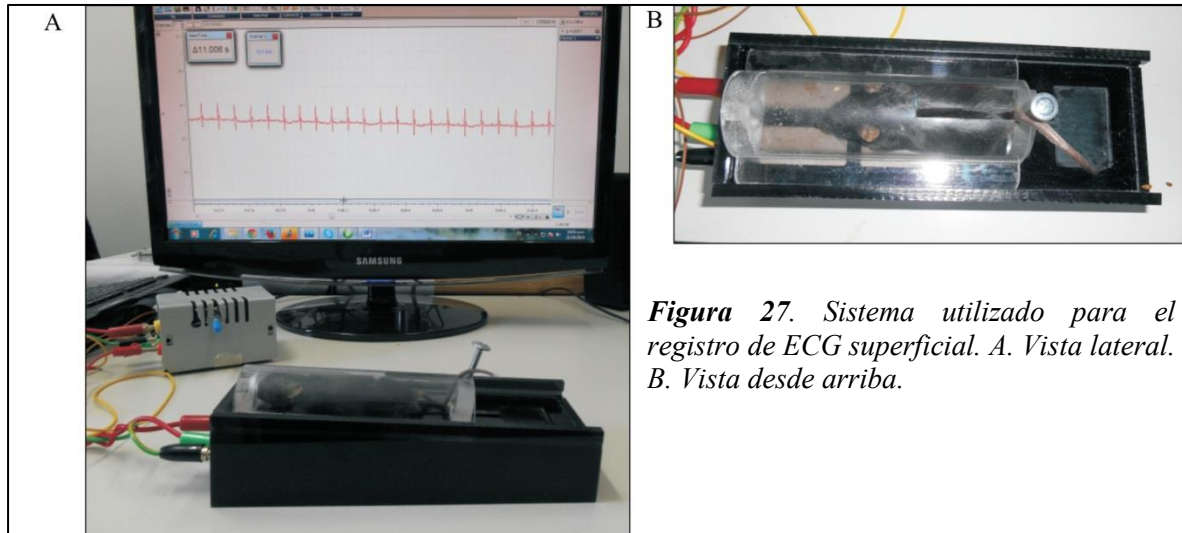 A
B
Δ11.006 s
SAMSUNG
Figura 27. Sistema utilizado para el
registro de ECG superficial. A. Vista lateral.
B. Vista desde arriba.